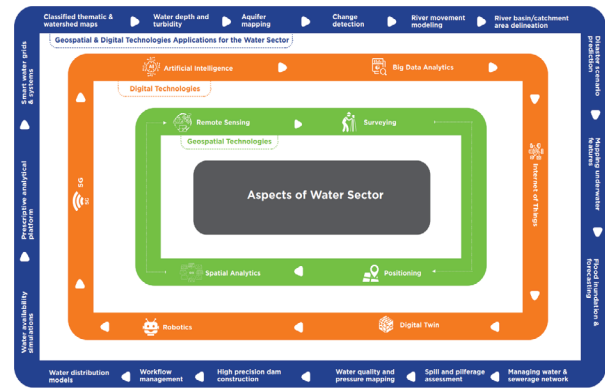 Classified thematic &
watershed maps
Water depth and
turbidity
Aquifer
mapping
Change
detection
River movement
modeling
River basin/catchment
area delineation
Geospatial & Digital Technologies Applications for the Water Sector
Disaster scenario
prediction
Mapping underwater
features
Flood inundation &
forecasting
Managing water &
sewerage network
Spill and pilferage
assessment
Water quality and
pressure mapping
High precision dam
construction
Workflow
management
Water distribution
models
Water availability
simulations
Prescriptive analytical
platform
Smart water grids
& systems
Artificial Intelligence
Big Data Analytics
Digital Technologies
Internet of Things
Digital Twin
Robotics
5G
5G
Remote Sensing
Surveying
Geospatial Technologies
Positioning
Spatial Analytics
Aspects of Water Sector